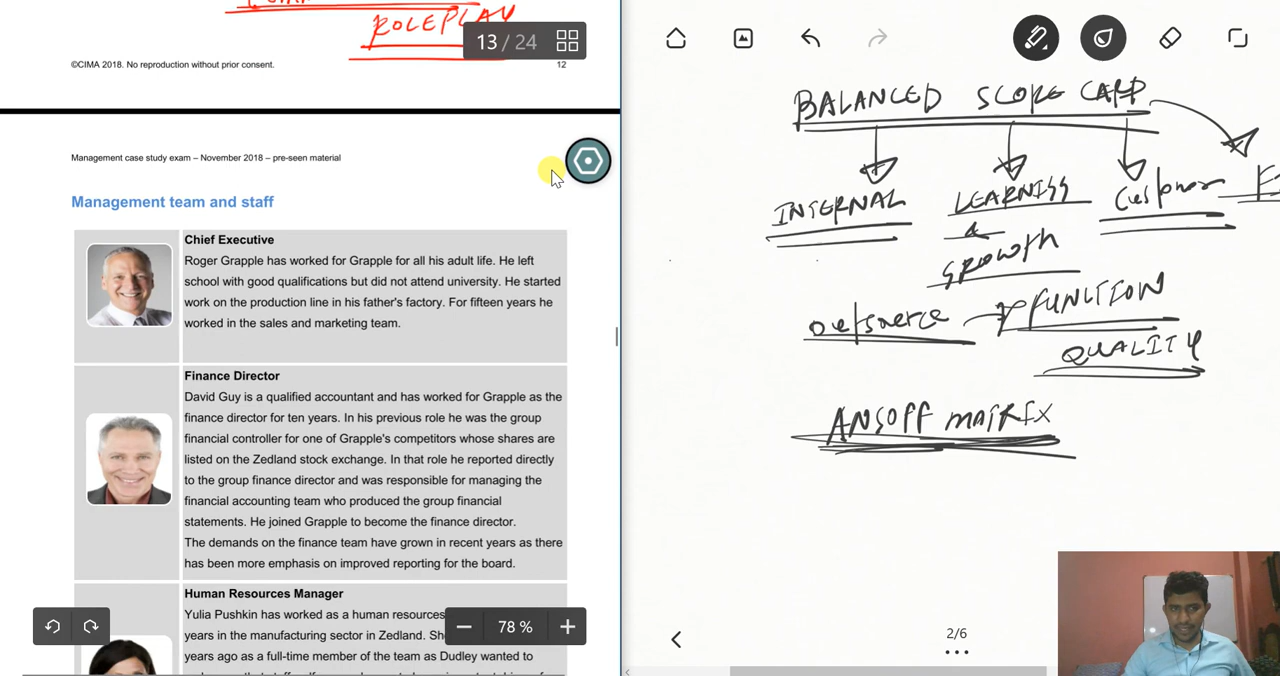 ROLEPLAY
13 / 24
©CIMA 2018. No reproduction without prior consent.
12
Management case study exam – November 2018 – pre-seen material
Management team and staff
Chief Executive
Roger Grapple has worked for Grapple for all his adult life. He left
school with good qualifications but did not attend university. He started
work on the production line in his father's factory. For fifteen years he
worked in the sales and marketing team.
Finance Director
David Guy is a qualified accountant and has worked for Grapple as the
finance director for ten years. In his previous role he was the group
financial controller for one of Grapple's competitors whose shares are
listed on the Zedland stock exchange. In that role he reported directly
to the group finance director and was responsible for managing the
financial accounting team who produced the group financial
statements. He joined Grapple to become the finance director.
The demands on the finance team have grown in recent years as there
has been more emphasis on improved reporting for the board.
Human Resources Manager
Yulia Pushkin has worked as a human resources
years in the manufacturing sector in Zedland.
years ago as a full-time member of the team as Dudley wanted to
78 %
BALANCED SCORE CARD
INTERNAL
LEARNING
&
GROWTH
Customer
Outsource
FUNCTION
QUALITY
ANSOFF MATRIX
2/6